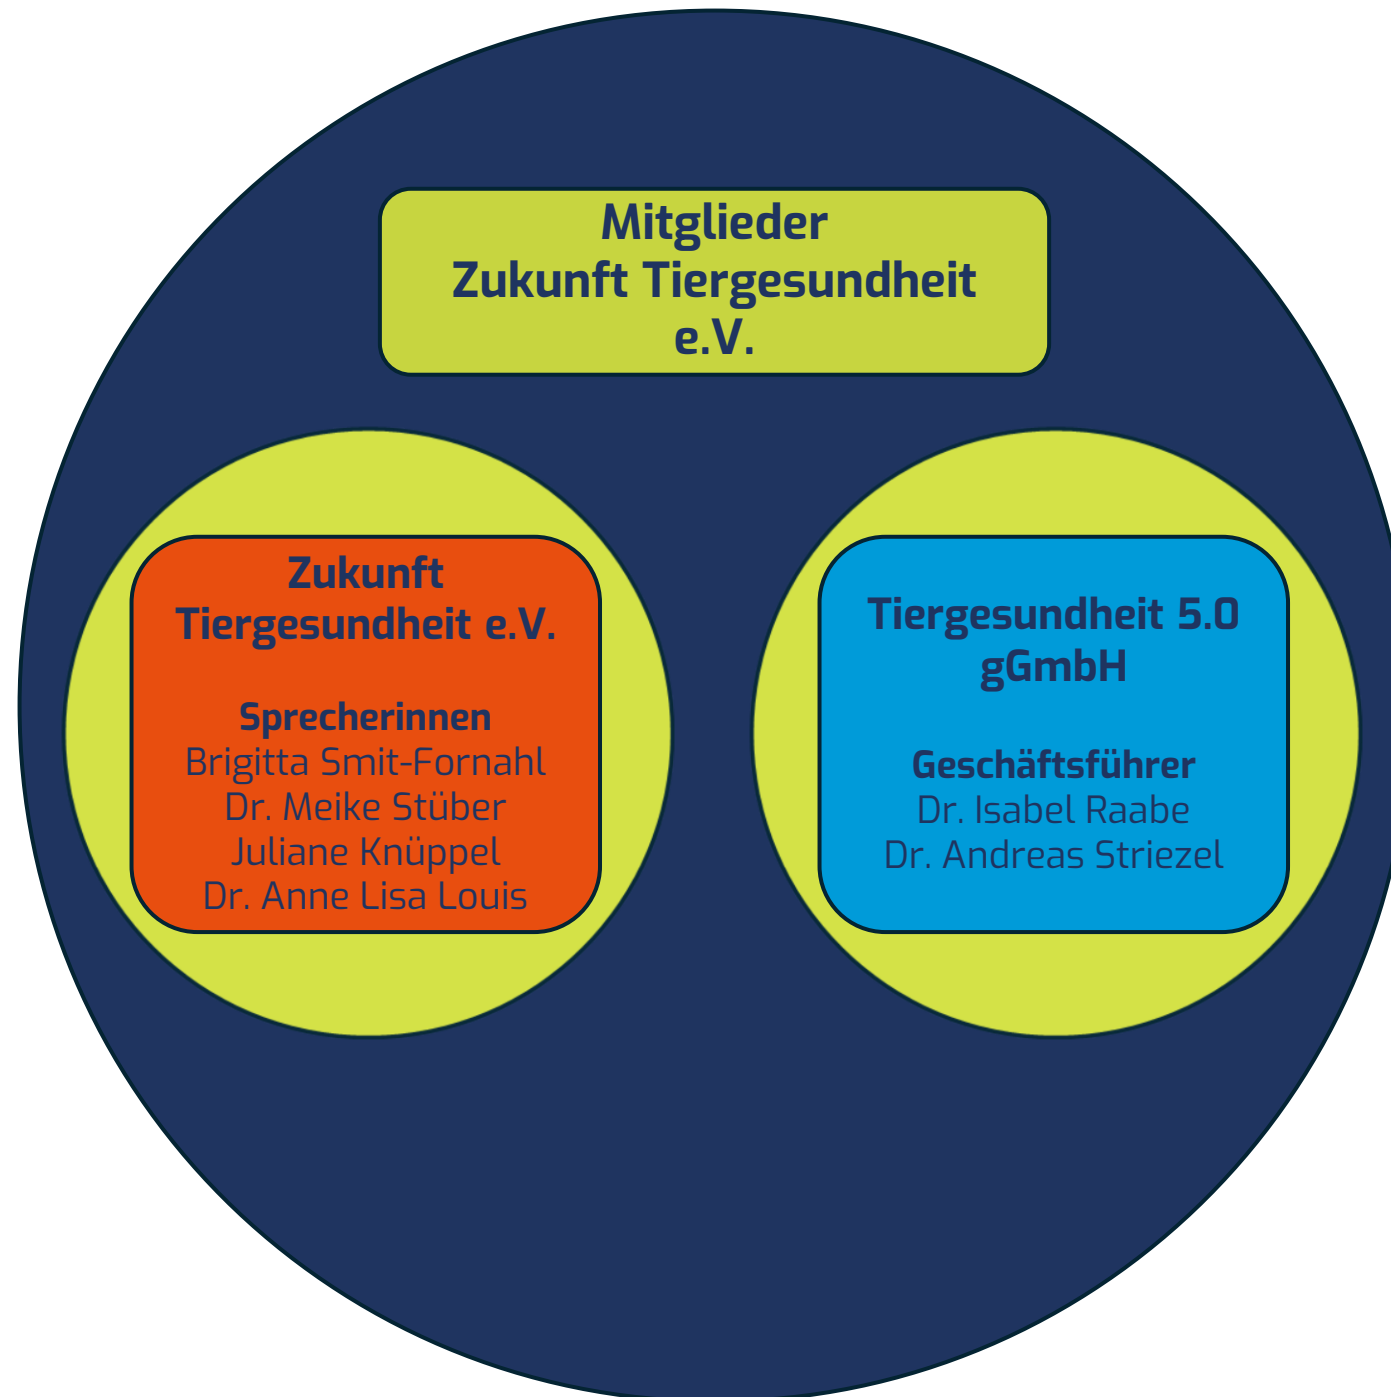 Mitglieder
Zukunft Tiergesundheit
e.V.
Zukunft
Tiergesundheit e.V.
Sprecherinnen
Brigitta Smit-Fornahl
Dr. Meike Stüber
Juliane Knüppel
Dr. Anne Lisa Louis
Tiergesundheit 5.0
gGmbH
Geschäftsführer
Dr. Isabel Raabe
Dr. Andreas Striezel